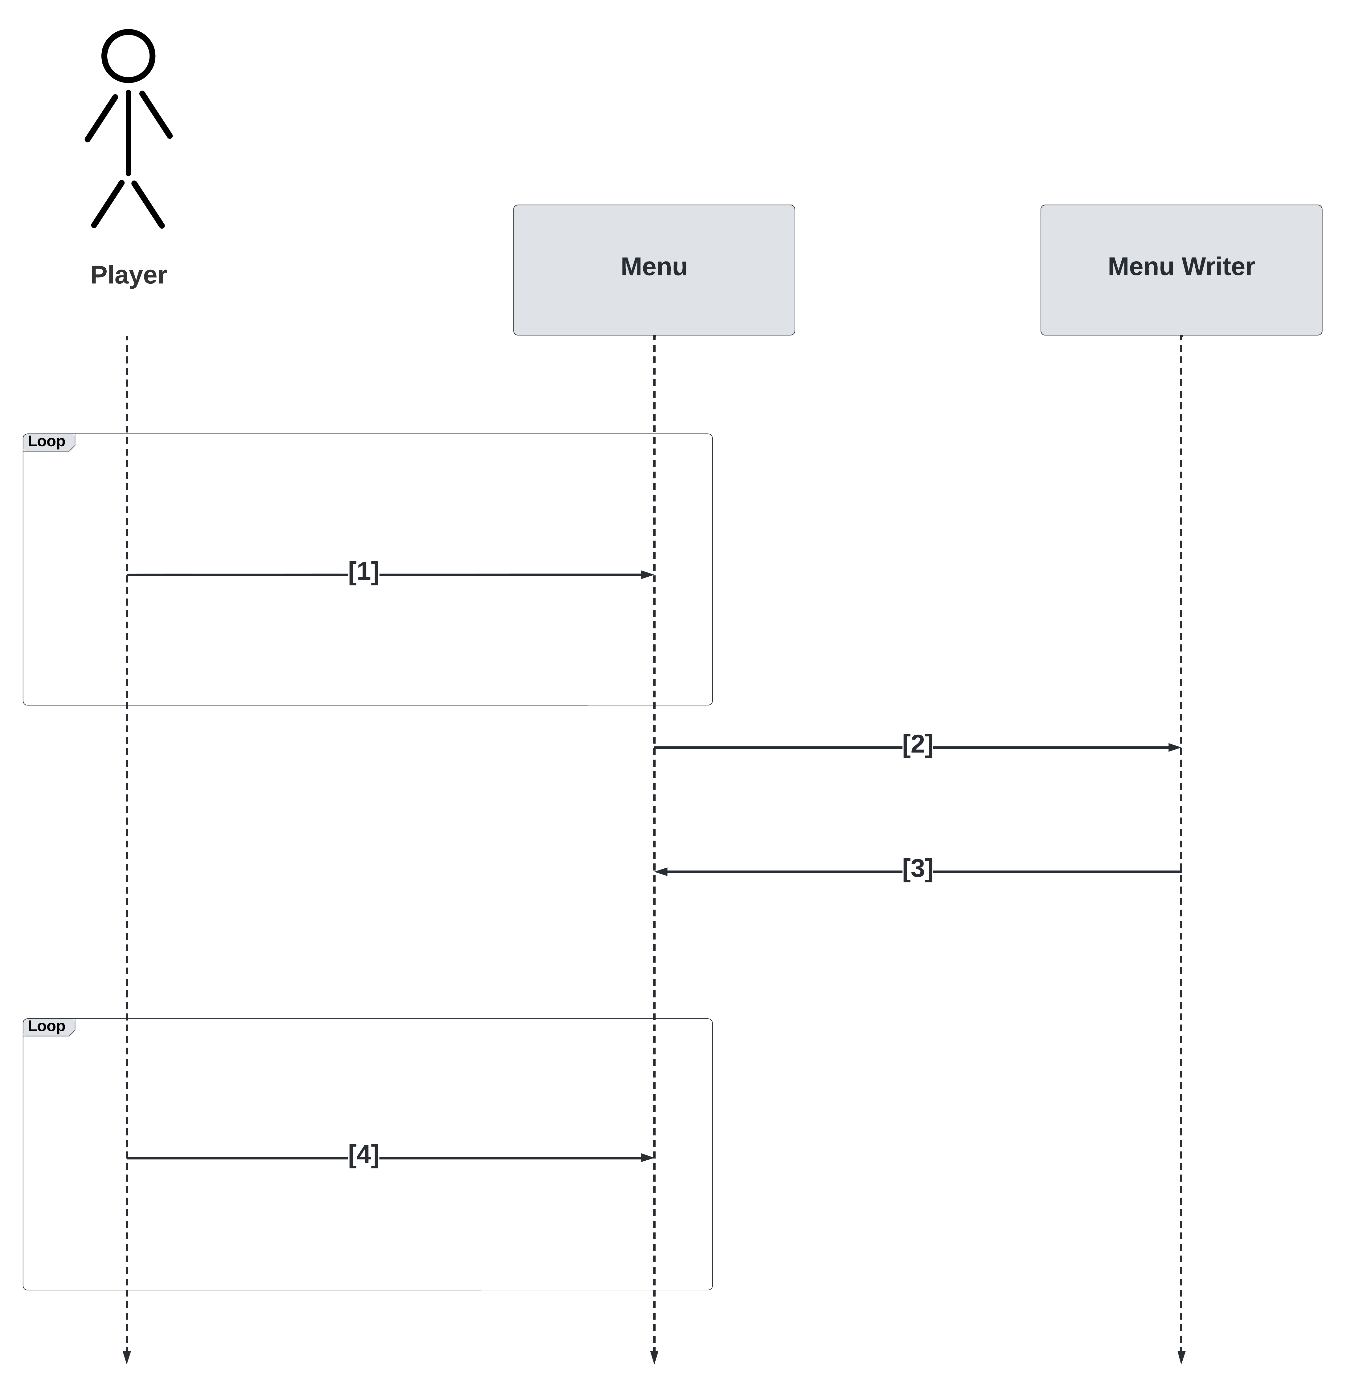 Player
Menu
Menu Writer
Loop
[1]
[2]
[3]
Loop
[4]